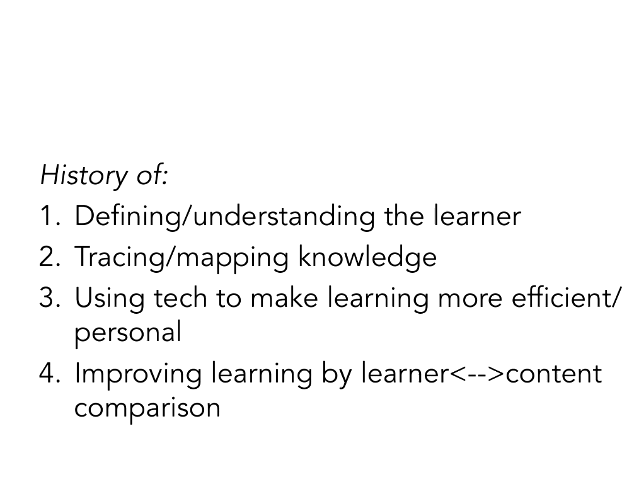 History of:
1. Defining/understanding the learner
2. Tracing/mapping knowledge
3. Using tech to make learning more efficient/
personal
4. Improving learning by learner<-->content
comparison